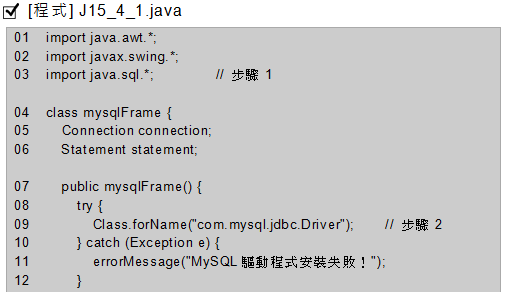 [程式] J15_4_1.java
01 import java.awt.*;
02 import javax.swing.*;
03 import java.sql.*; // 步驟 1
04 class mysqlFrame {
05 Connection connection;
06 Statement statement;
07 public mysqlFrame() {
08 try {
09 Class.forName("com.mysql.jdbc.Driver"); // 步驟 2
10 } catch (Exception e) {
11 errorMessage("MySQL 驅動程式安裝失敗！");
12 }